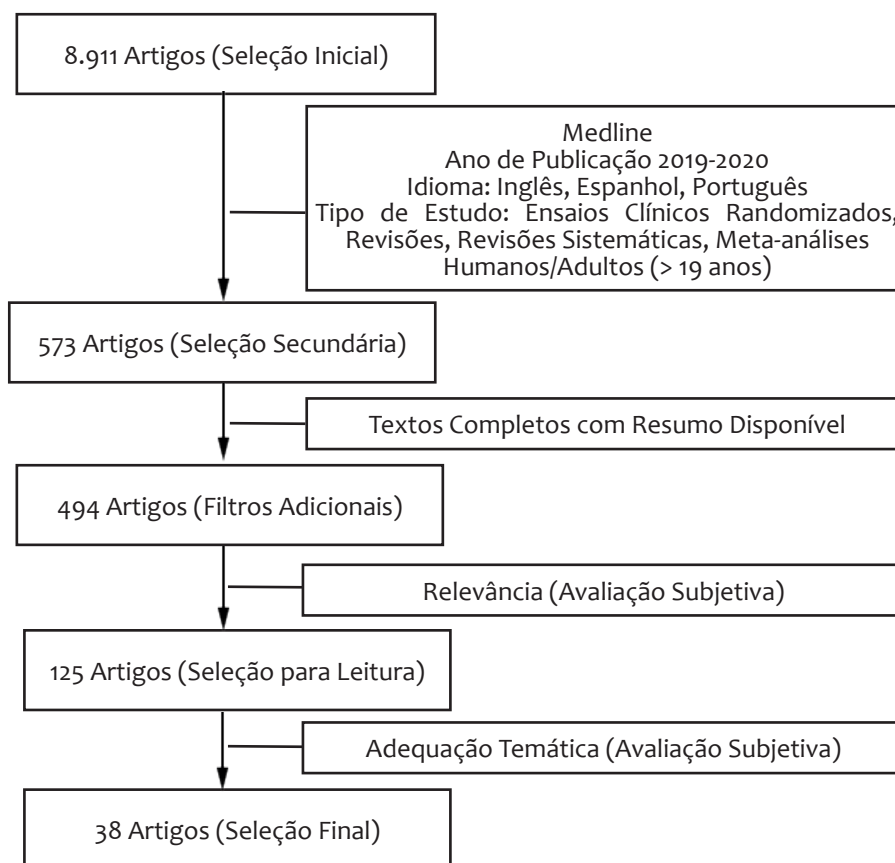 8.911 Artigos (Seleção Inicial)
Medline
Ano de Publicação 2019-2020
Idioma: Inglês, Espanhol, Português
Tipo de Estudo: Ensaios Clínicos Randomizados,
Revisões, Revisões Sistemáticas, Meta-análises
Humanos/Adultos (> 19 anos)
573 Artigos (Seleção Secundária)
Textos Completos com Resumo Disponível
494 Artigos (Filtros Adicionais)
Relevância (Avaliação Subjetiva)
125 Artigos (Seleção para Leitura)
Adequação Temática (Avaliação Subjetiva)
38 Artigos (Seleção Final)